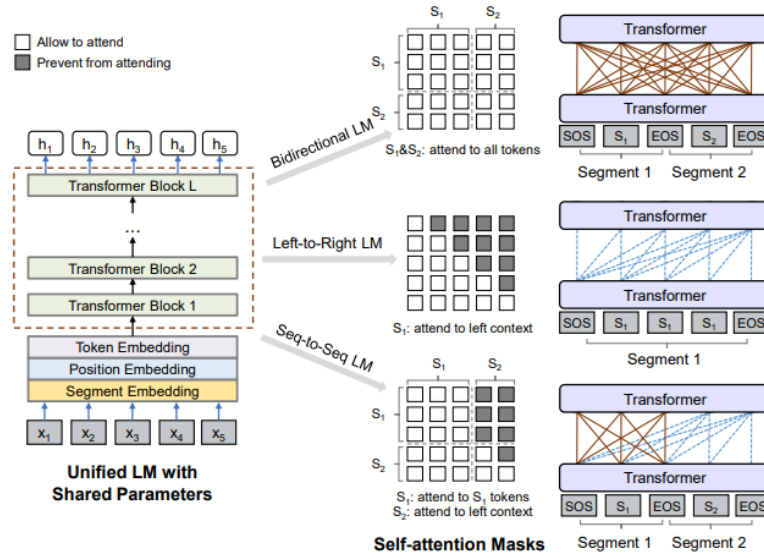 Allow to attend
Prevent from attending
h1 h2 h3 h4 h5
Transformer Block L
...
Transformer Block 2
Transformer Block 1
Token Embedding
Position Embedding
Segment Embedding
x1 x2 x3 x4 x5
Unified LM with
Shared Parameters
Bidirectional LM
Left-to-Right LM
Seq-to-Seq LM
S1 S2
S1
S2
S1&S2: attend to all tokens
S1: attend to left context
S1 S2
S1
S2
S1: attend to S1 tokens
S2: attend to left context
Self-attention Masks
Transformer
Transformer
SOS S1 EOS S2 EOS
Segment 1 Segment 2
Transformer
Transformer
SOS S1 S1 S1 EOS
Segment 1
Transformer
Transformer
SOS S1 EOS S2 EOS
Segment 1 Segment 2